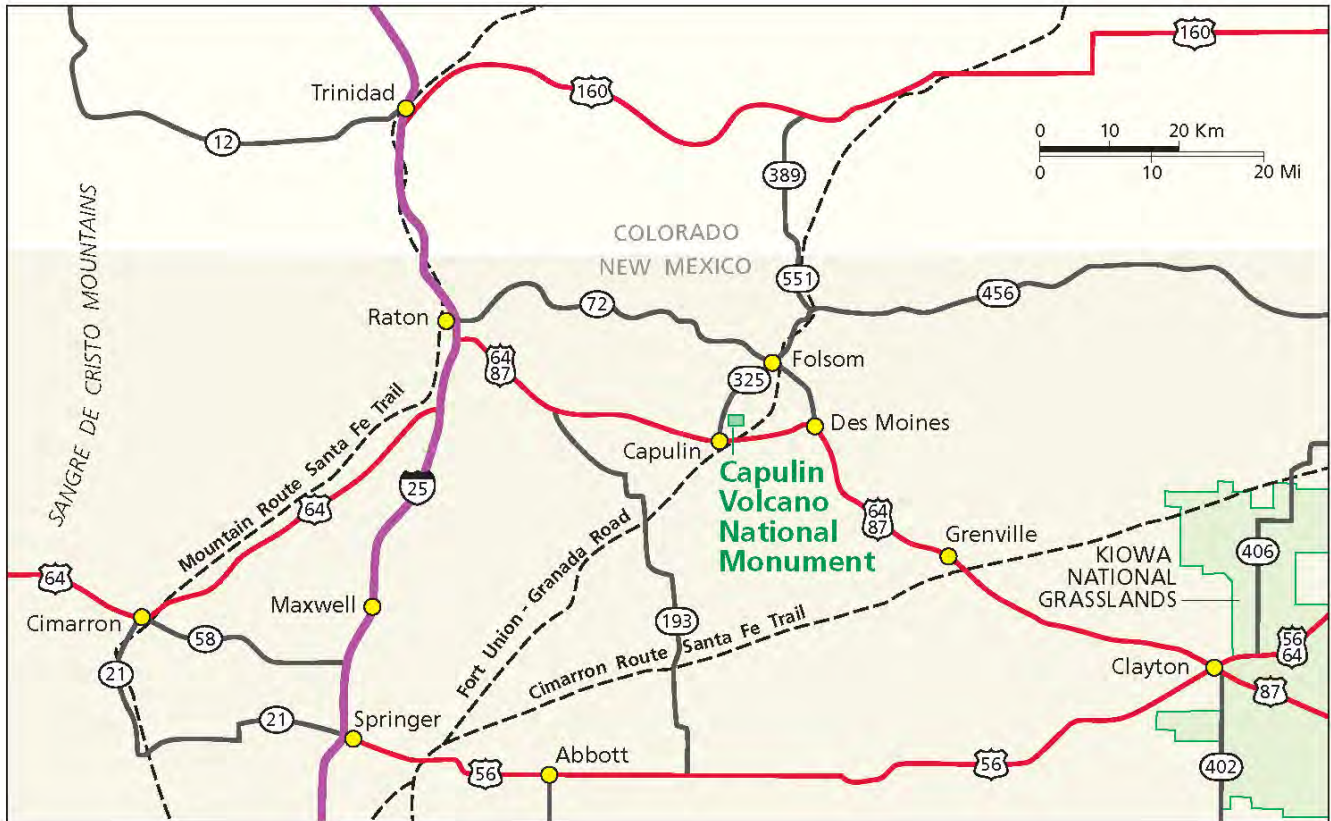 160
Trinidad
160
0 10 20 Km
0 10 20 Mi
12
389
COLORADO
NEW MEXICO
551
456
72
Raton
SANGRE DE CRISTO MOUNTAINS
64
87
Folsom
325
Des Moines
Capulin
Capulin
Volcano
National
Monument
Mountain Route Santa Fe Trail
64
25
64
87
Grenville
Fort Union - Granada Road
Cimarron Route Santa Fe Trail
KIOWA
NATIONAL
GRASSLANDS
406
64
Cimarron
Maxwell
58
193
56
64
21
Clayton
87
21
Springer
Abbott
56
56
402